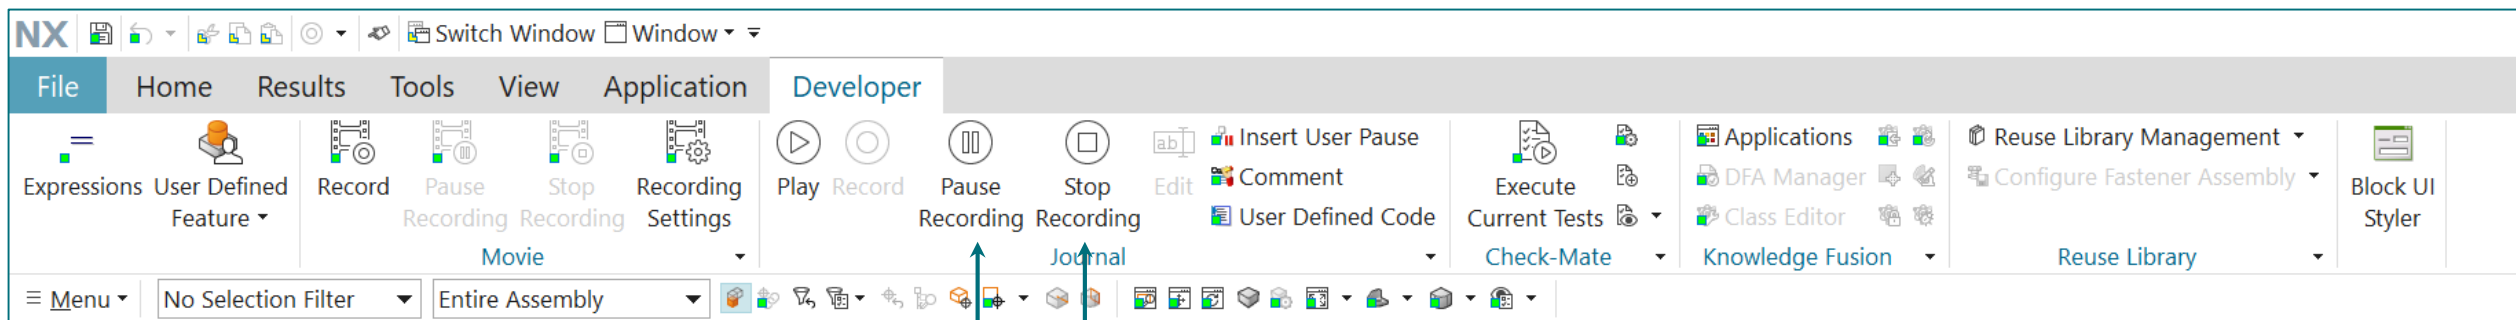 NX Switch Window Window
File Home Results Tools View Application Developer
Expressions
User Defined
Feature
Record
Pause
Recording
Stop
Recording
Recording
Settings
Movie
Play
Record
Pause
Recording
Stop
Recording
Edit
Insert User Pause
Comment
User Defined Code
Journal
Execute
Current Tests
Check-Mate
Applications
DFA Manager
Class Editor
Knowledge Fusion
Reuse Library Management
Configure Fastener Assembly
Reuse Library
Block UI
Styler
Menu No Selection Filter Entire Assembly